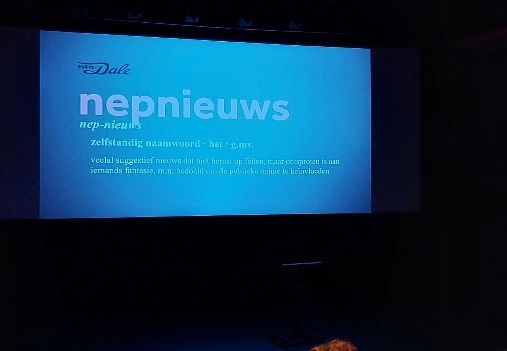 Dale
nepnieuws
nep-nieuws
zelfstandig naamwoord · het · g.mv.
veelal suggestief nieuws dat niet berust op feiten, maar ontsproten is aan
iemands fantasie, m.n. bedoeld om de publieke opinie te beïnvloeden